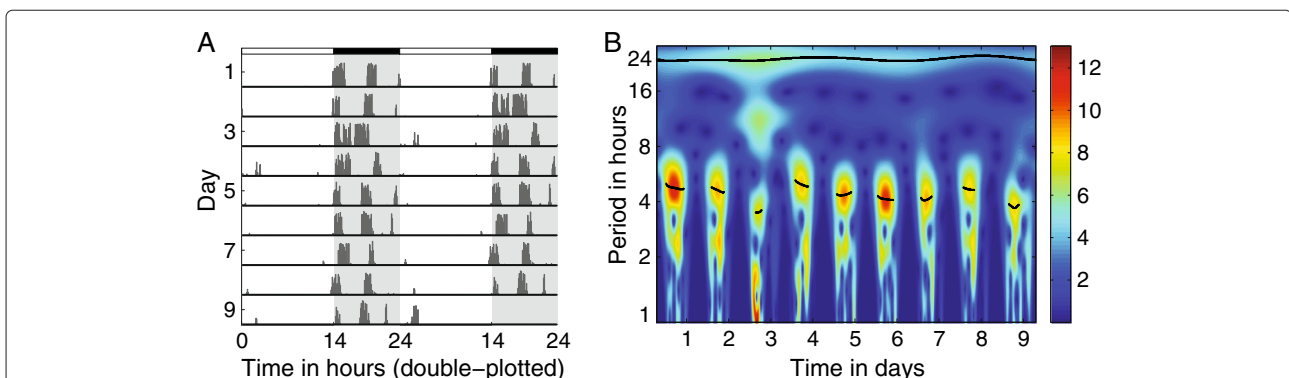 A
Day
1
3
5
7
9
0 14 24 14 24
Time in hours (double-plotted)
B
Period in hours
24
16
8
4
2
1
1 2 3 4 5 6 7 8 9
Time in days
12
10
8
6
4
2